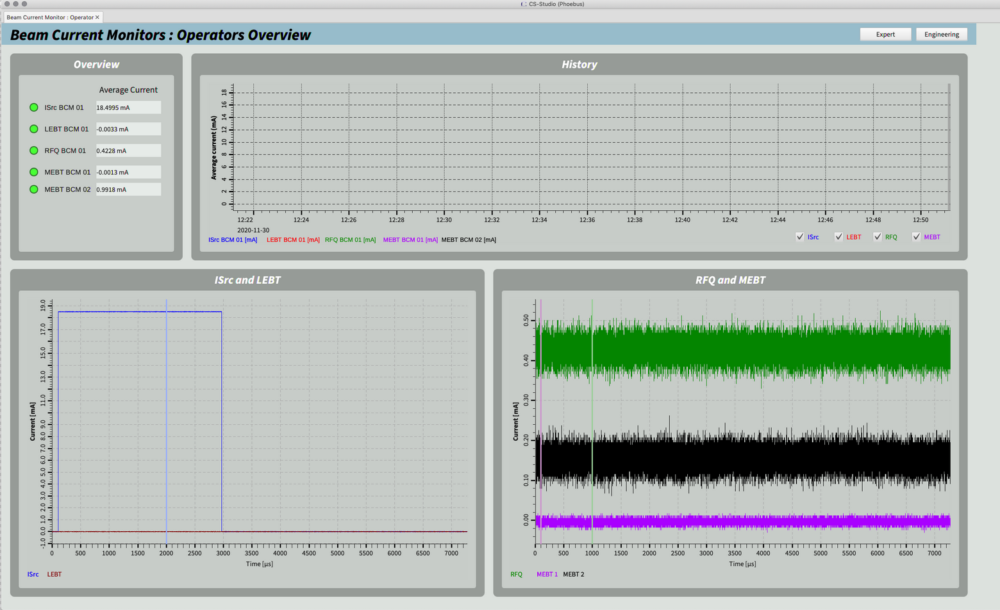 CS-Studio (Phoebus)
Beam Current Monitor : Operator
Beam Current Monitors : Operators Overview
Expert
Engineering
Overview
Average Current
ISrc BCM 01 18.4995 mA
LEBT BCM 01 -0.0033 mA
RFQ BCM 01 0.4228 mA
MEBT BCM 01 -0.0013 mA
MEBT BCM 02 0.9918 mA
History
Average current (mA)
18
16
14
12
10
8
6
4
2
0
12:22 12:24 12:26 12:28 12:30 12:32 12:34 12:36 12:38 12:40 12:42 12:44 12:46 12:48 12:50
2020-11-30
ISrc BCM 01 [mA] LEBT BCM 01 [mA] RFQ BCM 01 [mA] MEBT BCM 01 [mA] MEBT BCM 02 [mA]
ISrc LEBT RFQ MEBT
ISrc and LEBT
Current [mA]
19.0
17.0
15.0
13.0
11.0
9.0
8.0
7.0
6.0
5.0
4.0
3.0
2.0
1.0
0.0
-1.0
0 500 1000 1500 2000 2500 3000 3500 4000 4500 5000 5500 6000 6500 7000
Time [µs]
ISrc LEBT
RFQ and MEBT
Current [mA]
0.50
0.40
0.30
0.20
0.10
0.00
0 500 1000 1500 2000 2500 3000 3500 4000 4500 5000 5500 6000 6500 7000
Time [µs]
RFQ MEBT 1 MEBT 2